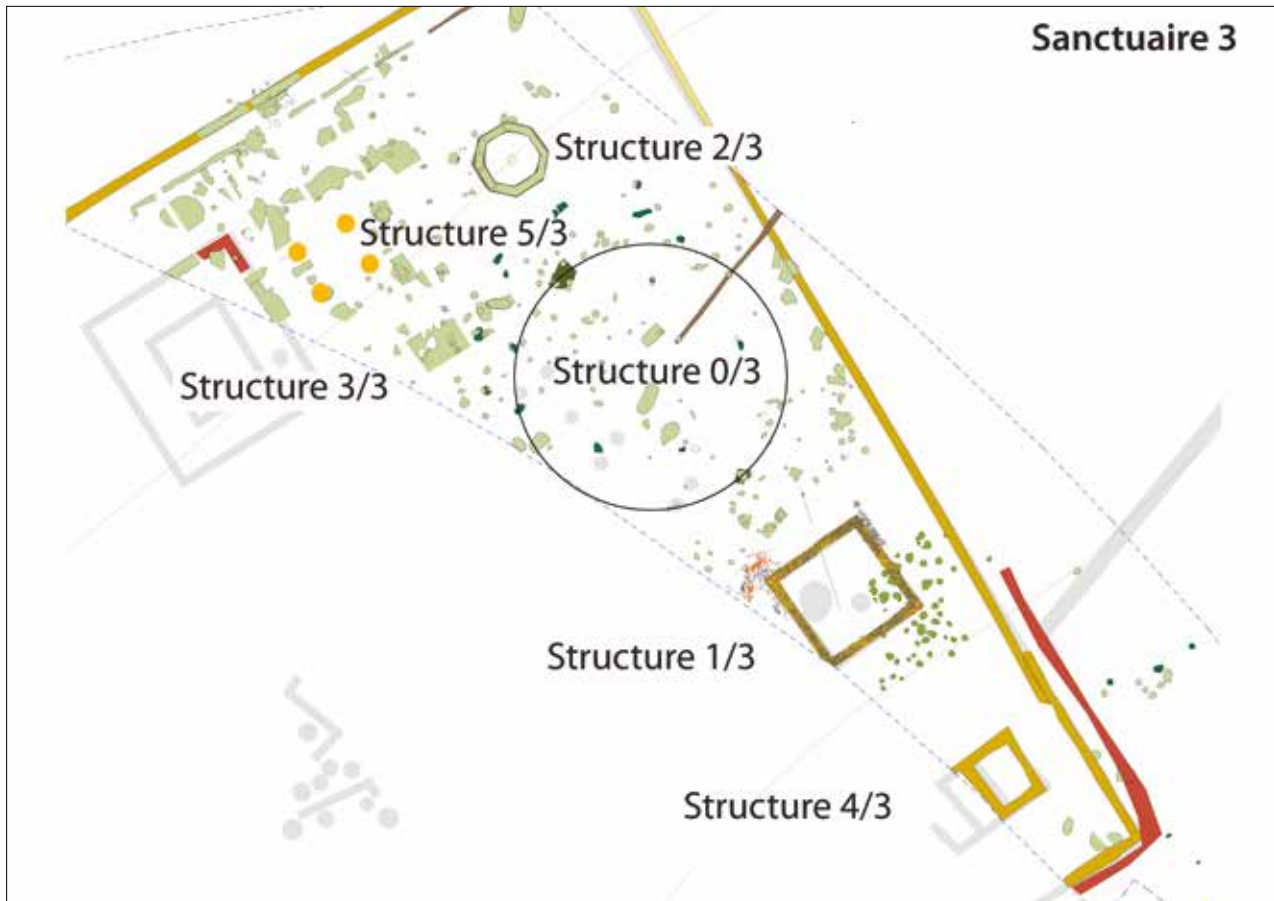 Sanctuaire 3
Structure 2/3
Structure 5/3
Structure 0/3
Structure 3/3
Structure 1/3
Structure 4/3